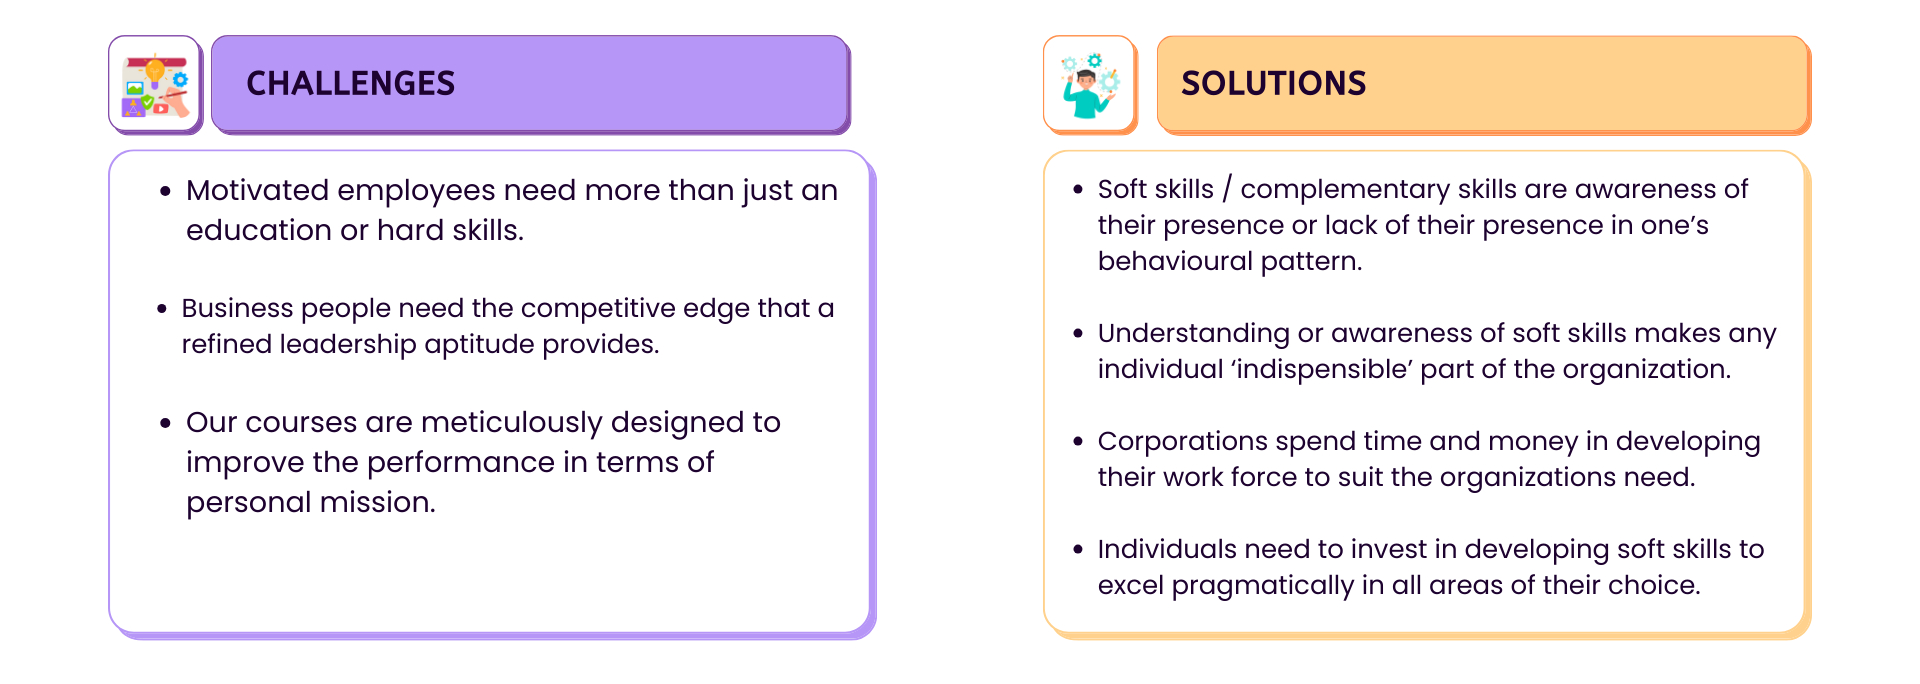 CHALLENGES
• Motivated employees need more than just an
education or hard skills.
• Business people need the competitive edge that a
refined leadership aptitude provides.
• Our courses are meticulously designed to
improve the performance in terms of
personal mission.
SOLUTIONS
• Soft skills / complementary skills are awareness of
their presence or lack of their presence in one’s
behavioural pattern.
• Understanding or awareness of soft skills makes any
individual ‘indispensible’ part of the organization.
• Corporations spend time and money in developing
their work force to suit the organizations need.
• Individuals need to invest in developing soft skills to
excel pragmatically in all areas of their choice.